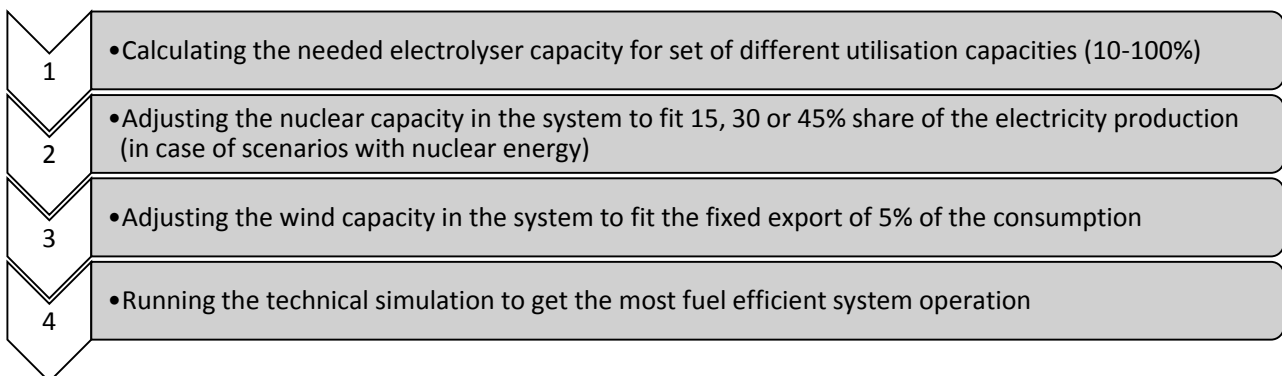 1
•Calculating the needed electrolyser capacity for set of different utilisation capacities (10-100%)
2
•Adjusting the nuclear capacity in the system to fit 15, 30 or 45% share of the electricity production
(in case of scenarios with nuclear energy)
3
•Adjusting the wind capacity in the system to fit the fixed export of 5% of the consumption
4
•Running the technical simulation to get the most fuel efficient system operation